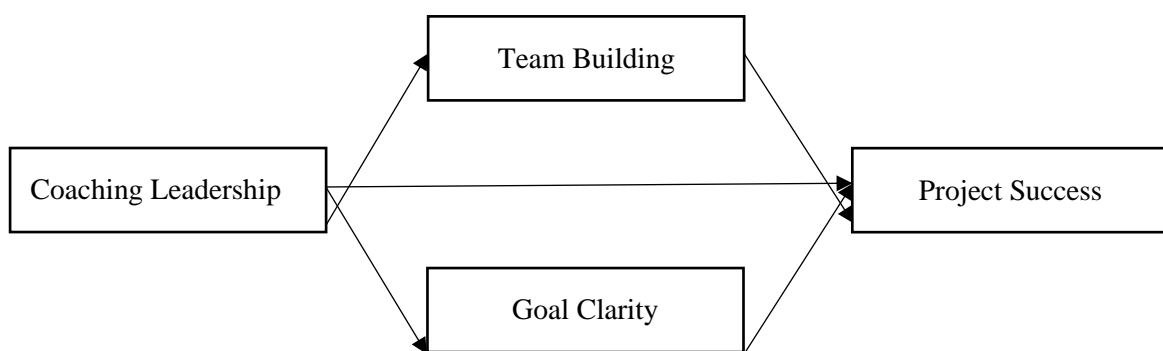 Team Building
Coaching Leadership
Project Success
Goal Clarity